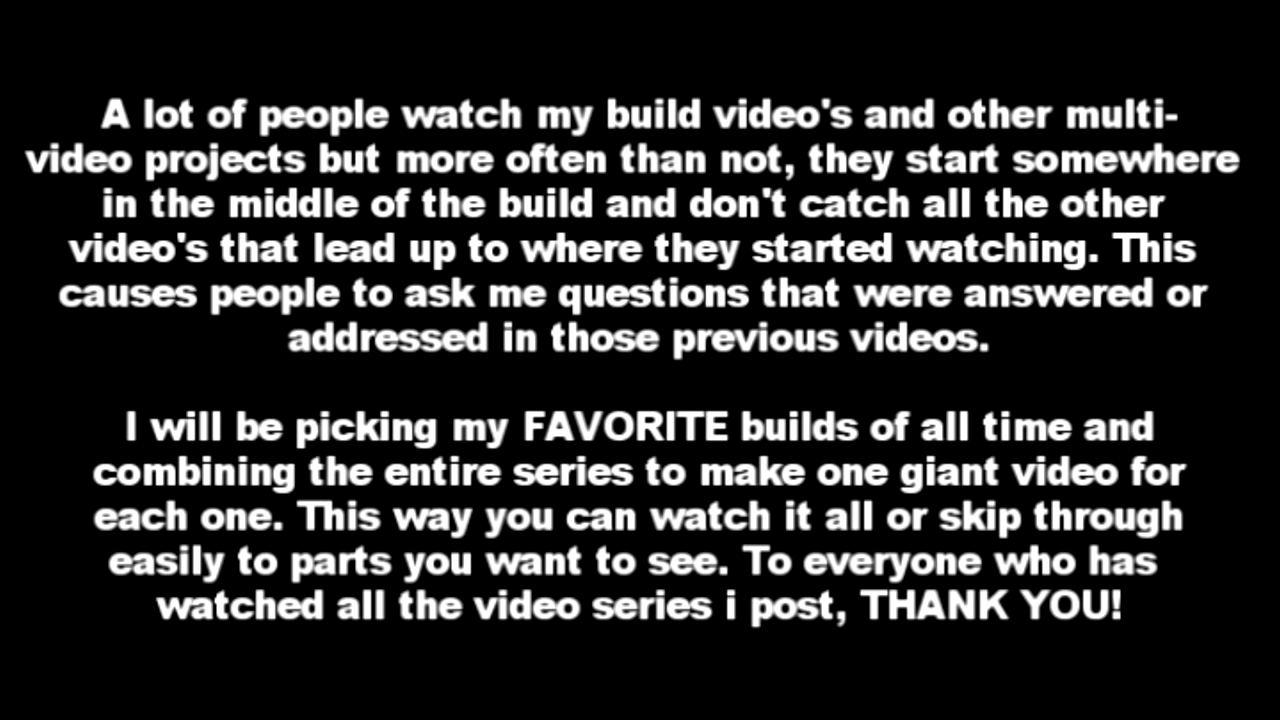 A lot of people watch my build video's and other multi-
video projects but more often than not, they start somewhere
in the middle of the build and don't catch all the other
video's that lead up to where they started watching. This
causes people to ask me questions that were answered or
addressed in those previous videos.
I will be picking my FAVORITE builds of all time and
combining the entire series to make one giant video for
each one. This way you can watch it all or skip through
easily to parts you want to see. To everyone who has
watched all the video series i post, THANK YOU!